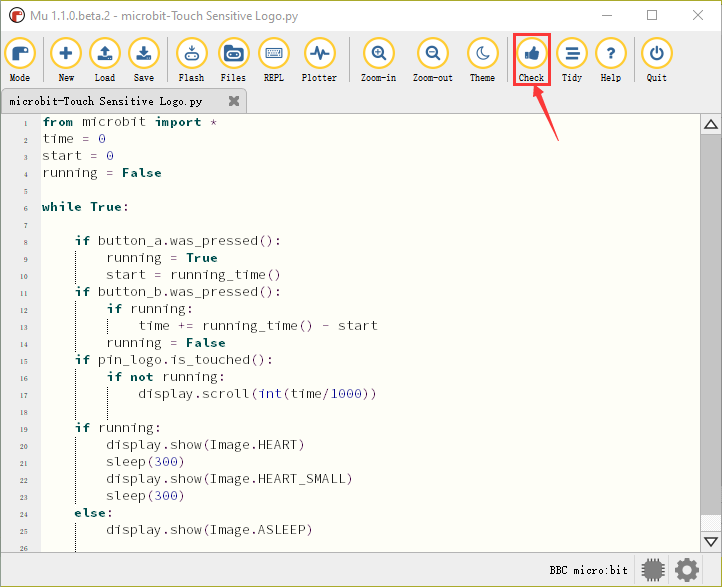 Mu 1.1.0.beta.2 - microbit-Touch Sensitive Logo.py
Mode New Load Save Flash Files REPL Plotter Zoom-in Zoom-out Theme Check Tidy Help Quit
microbit-Touch Sensitive Logo.py
1 from microbit import *
2 time = 0
3 start = 0
4 running = False
5
6 while True:
7
8 if button_a.was_pressed():
9 running = True
10 start = running_time()
11 if button_b.was_pressed():
12 if running:
13 time += running_time() - start
14 running = False
15 if pin_logo.is_touched():
16 if not running:
17 display.scroll(int(time/1000))
18
19 if running:
20 display.show(Image.HEART)
21 sleep(300)
22 display.show(Image.HEART_SMALL)
23 sleep(300)
24 else:
25 display.show(Image.ASLEEP)
26
BBC micro:bit